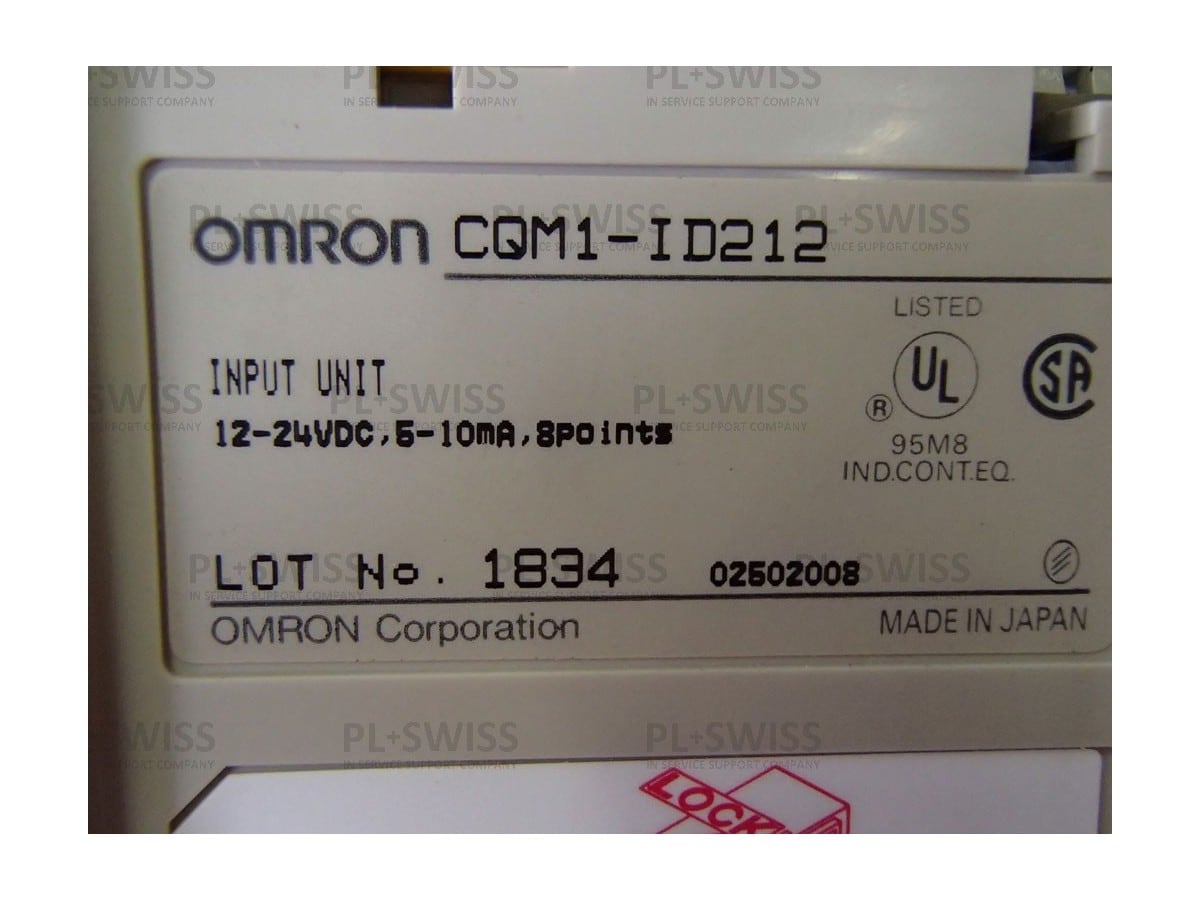 OMRON CQM1-ID212
LISTED
UL
®
SA
INPUT UNIT
12-24VDC,5-10mA,8points
95M8
IND.CONT.EQ.
LOT No. 1834 02502008
OMRON Corporation MADE IN JAPAN
LOCK
PL+SWISS
IN SERVICE SUPPORT COMPANY